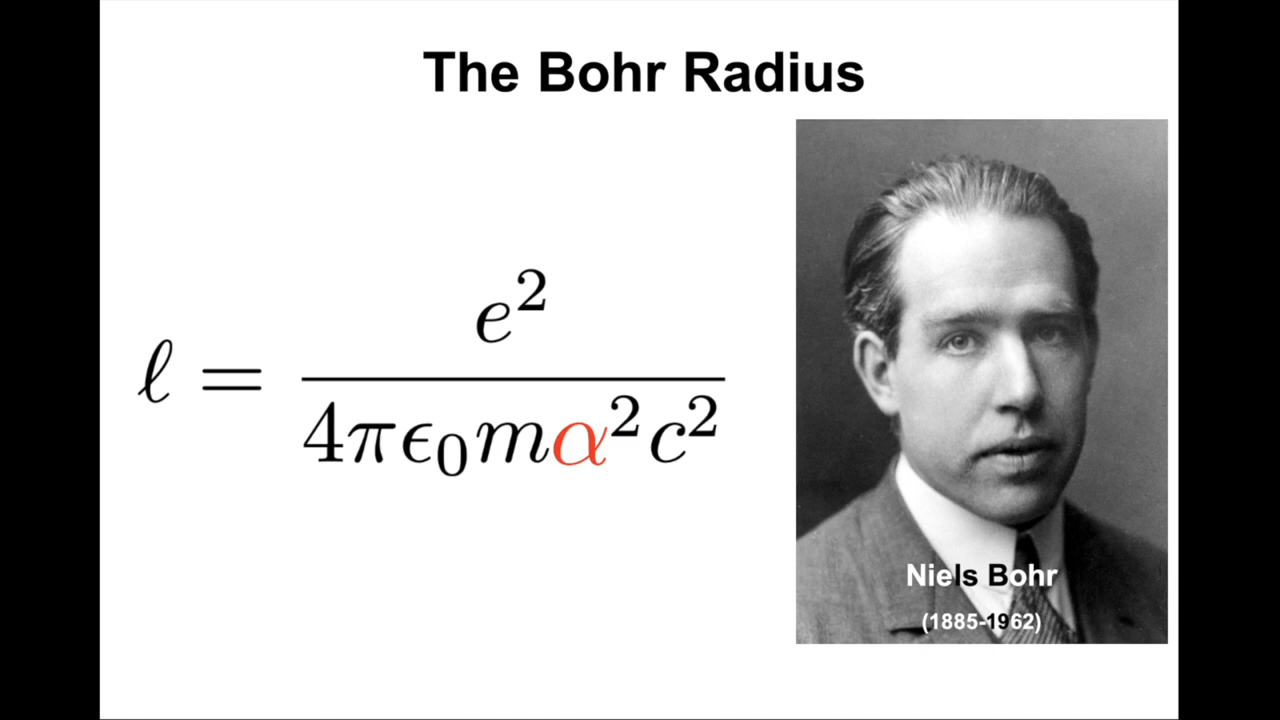 The Bohr Radius
ℓ = e² / 4πϵ₀mα²c²
Niels Bohr
(1885-1962)